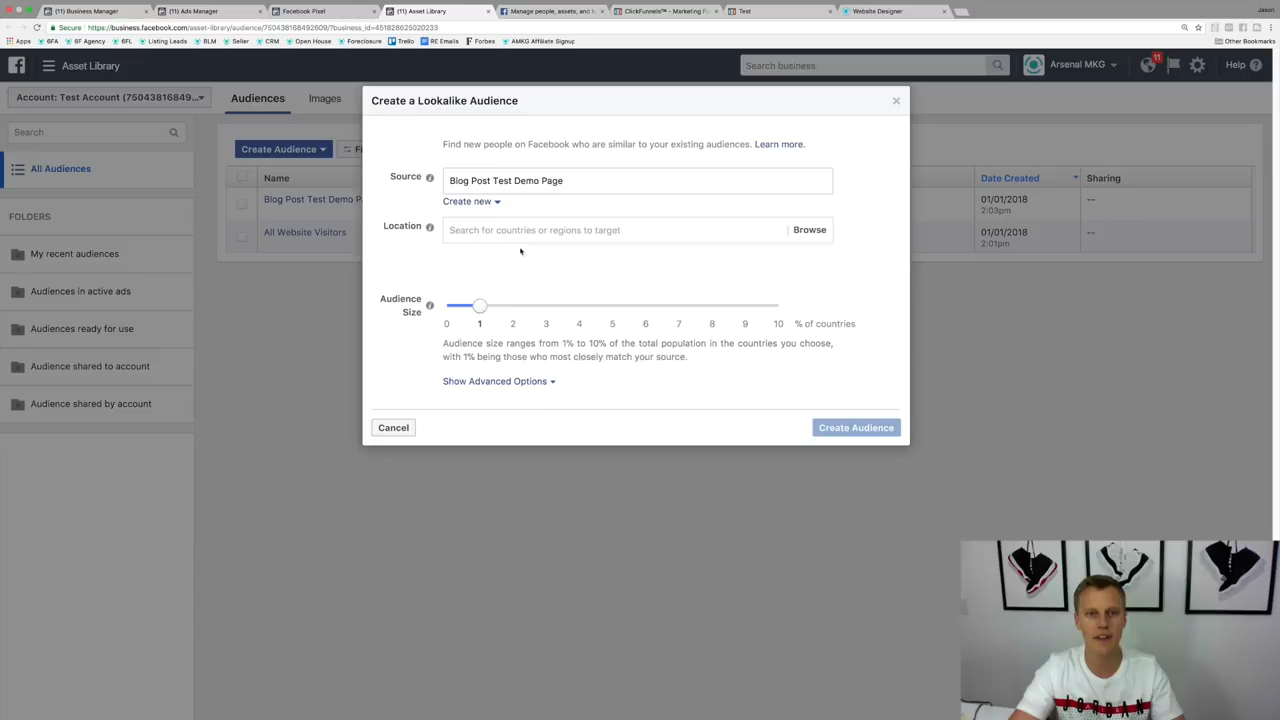 (11) Business Manager
(11) Ads Manager
Facebook Pixel
(11) Asset Library
Manage people, assets, and
ClickFunnels™ - Marketing F
Test
Website Designer
Jason
Secure
https://business.facebook.com/asset-library/audience/750438168492609/?business_id=451828625020233
Apps
6FA
6F Agency
6FL
Listing Leads
BLM
Seller
CRM
Open House
Foreclosure
Trello
RE Emails
Forbes
AMKG Affiliate Signup
Other Bookmarks
Asset Library
Search business
Arsenal MKG
11
Help
Account: Test Account (75043816849...
Audiences
Images
Search
All Audiences
FOLDERS
My recent audiences
Audiences in active ads
Audiences ready for use
Audience shared to account
Audience shared by account
Create Audience
Fi
Name
Date Created
Sharing
Blog Post Test Demo P
01/01/2018
2:03pm
--
All Website Visitors
01/01/2018
2:01pm
--
Create a Lookalike Audience
Find new people on Facebook who are similar to your existing audiences. Learn more.
Source
Blog Post Test Demo Page
Create new
Location
Search for countries or regions to target
Browse
Audience
Size
0 1 2 3 4 5 6 7 8 9 10 % of countries
Audience size ranges from 1% to 10% of the total population in the countries you choose,
with 1% being those who most closely match your source.
Show Advanced Options
Cancel
Create Audience
JORDAN